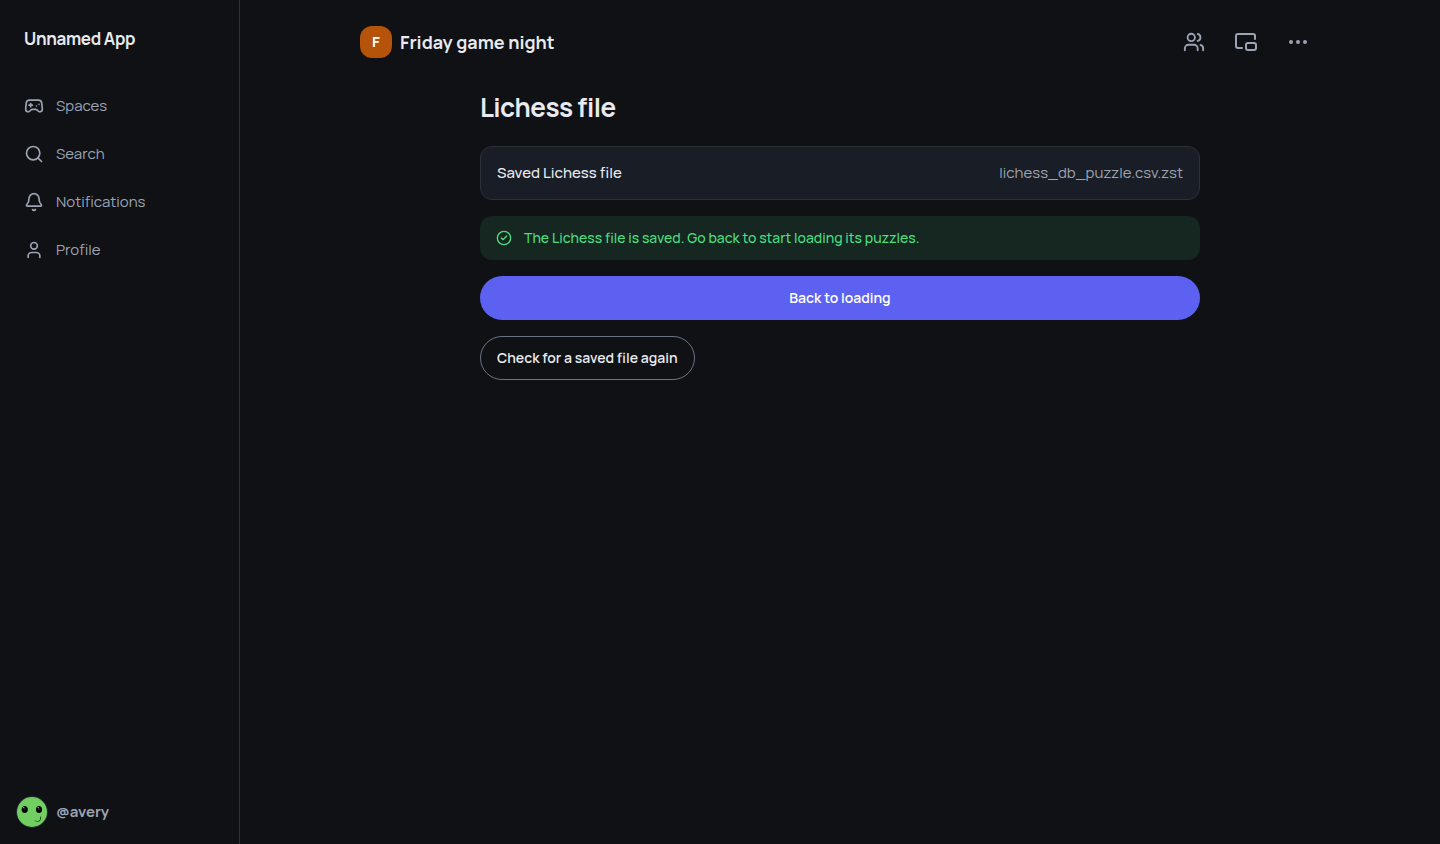 Unnamed App
Spaces
Search
Notifications
Profile
@avery
F Friday game night
Lichess file
Saved Lichess file lichess_db_puzzle.csv.zst
The Lichess file is saved. Go back to start loading its puzzles.
Back to loading
Check for a saved file again